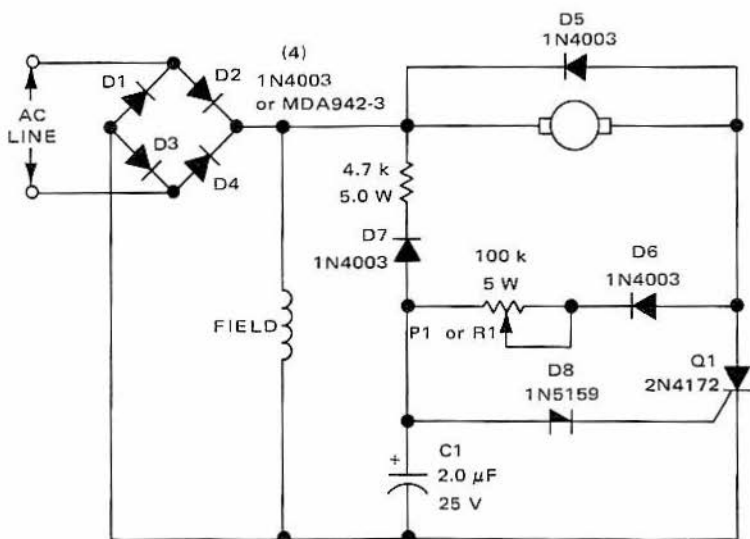 D5
1N4003
(4)
1N4003
or MDA942-3
D1
D2
AC
LINE
D3
D4
4.7 k
5.0 W
D7
1N4003
100 k
5 W
D6
1N4003
FIELD
P1 or R1
Q1
2N4172
D8
1N5159
+
C1
2.0 μF
25 V